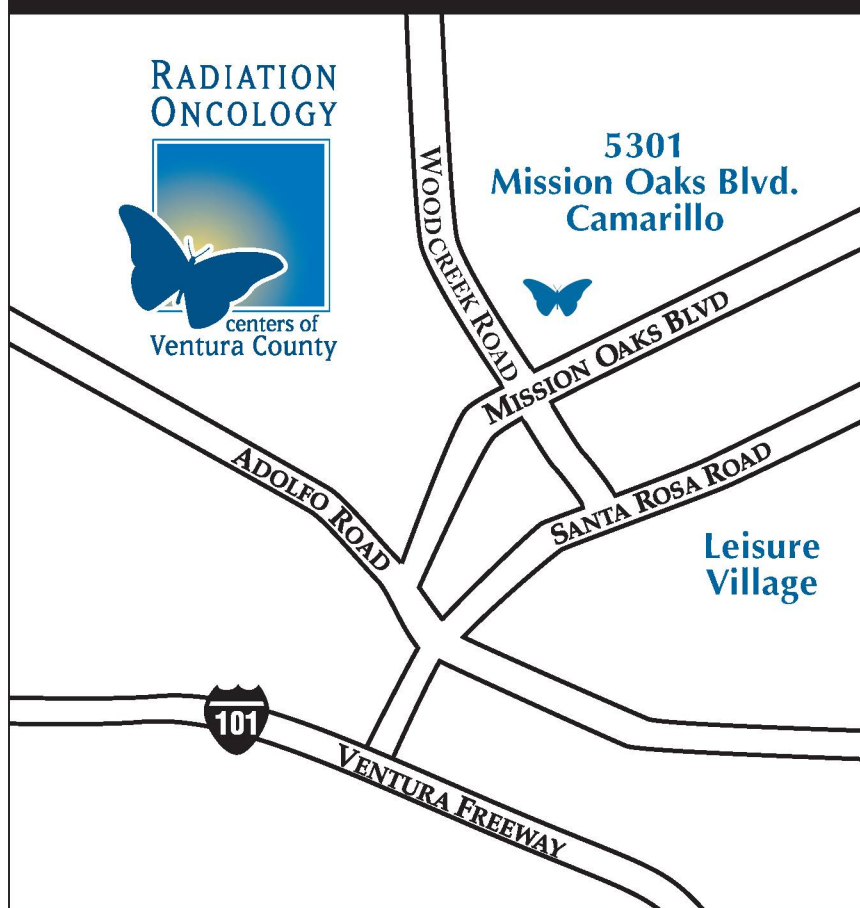 RADIATION
ONCOLOGY
centers of
Ventura County
5301
Mission Oaks Blvd.
Camarillo
WOODCREEK ROAD
MISSION OAKS BLVD
ADOLFO ROAD
SANTA ROSA ROAD
Leisure
Village
101
VENTURA FREEWAY